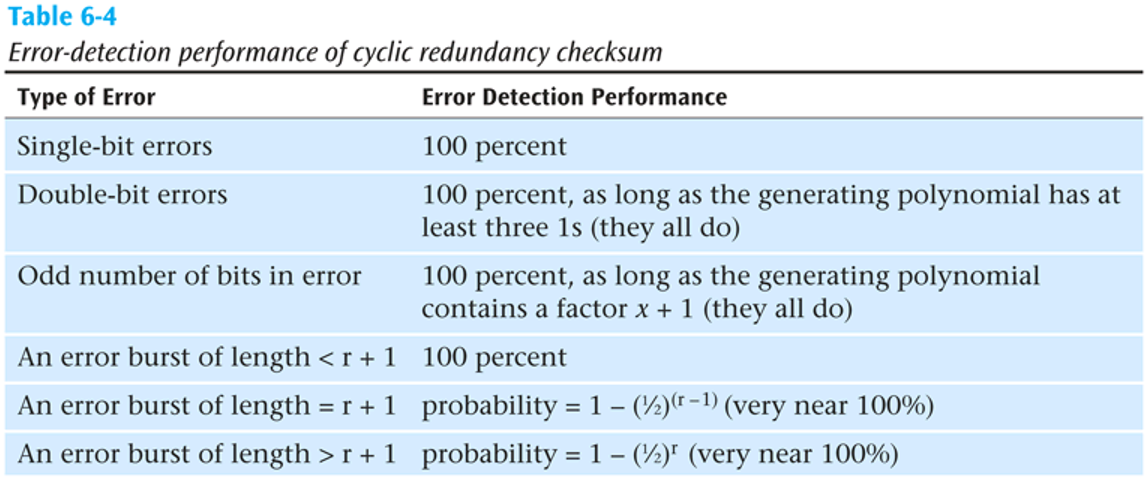 Table 6-4
Error-detection performance of cyclic redundancy checksum
Type of Error Error Detection Performance
Single-bit errors 100 percent
Double-bit errors 100 percent, as long as the generating polynomial has at
least three 1s (they all do)
Odd number of bits in error 100 percent, as long as the generating polynomial
contains a factor x + 1 (they all do)
An error burst of length < r + 1 100 percent
An error burst of length = r + 1 probability = 1 – (½)⁽ʳ⁻¹⁾ (very near 100%)
An error burst of length > r + 1 probability = 1 – (½)ʳ (very near 100%)